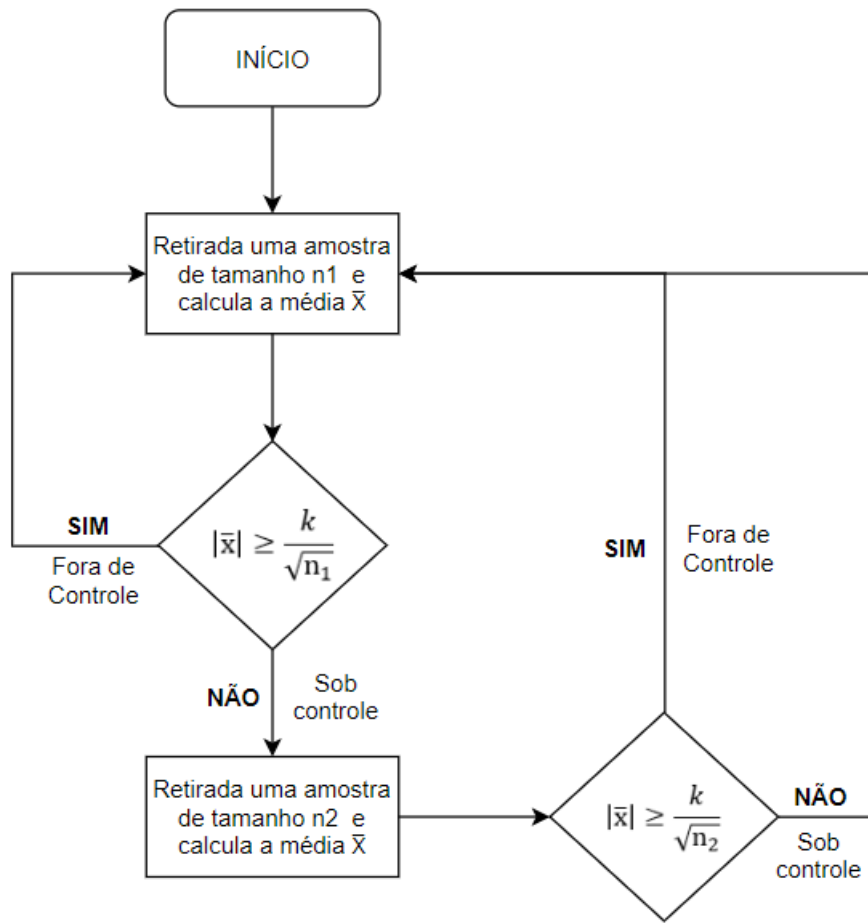 INÍCIO
Retirada uma amostra
de tamanho n1 e
calcula a média X̅
SIM
Fora de
Controle
|x̅| ≥ k/√n₁
NÃO
Sob
controle
Retirada uma amostra
de tamanho n2 e
calcula a média X̅
|x̅| ≥ k/√n₂
SIM
Fora de
Controle
NÃO
Sob
controle